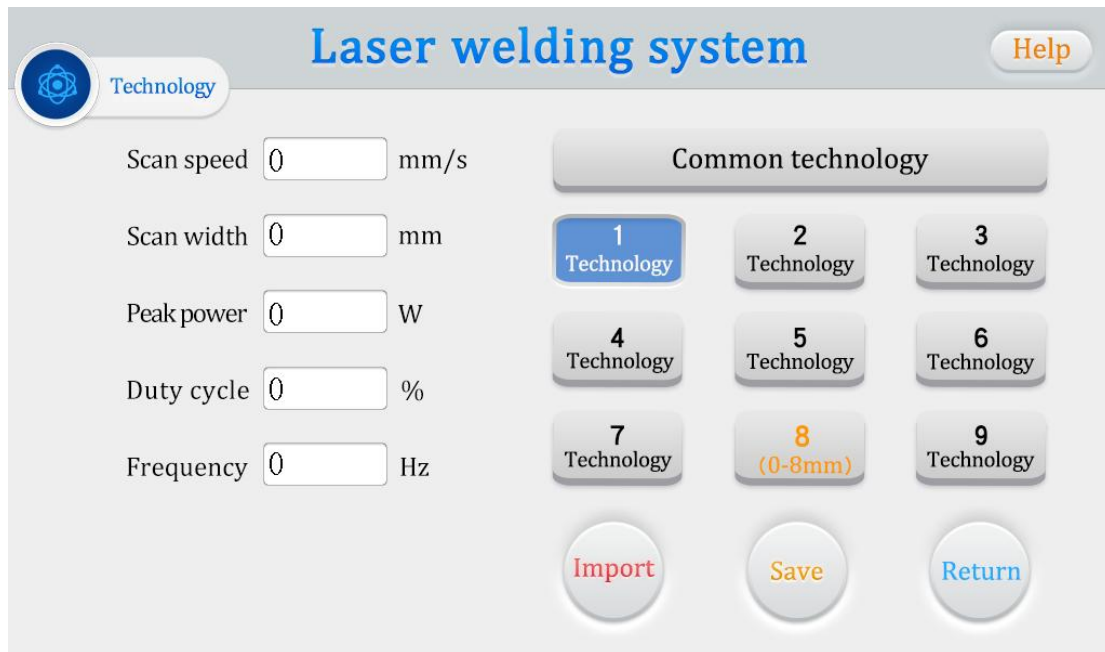 Laser welding system
Help
Technology
Scan speed 0 mm/s
Scan width 0 mm
Peak power 0 W
Duty cycle 0 %
Frequency 0 Hz
Common technology
1 2 3
Technology Technology Technology
4 5 6
Technology Technology Technology
7 8 9
Technology (0-8mm) Technology
Import Save Return